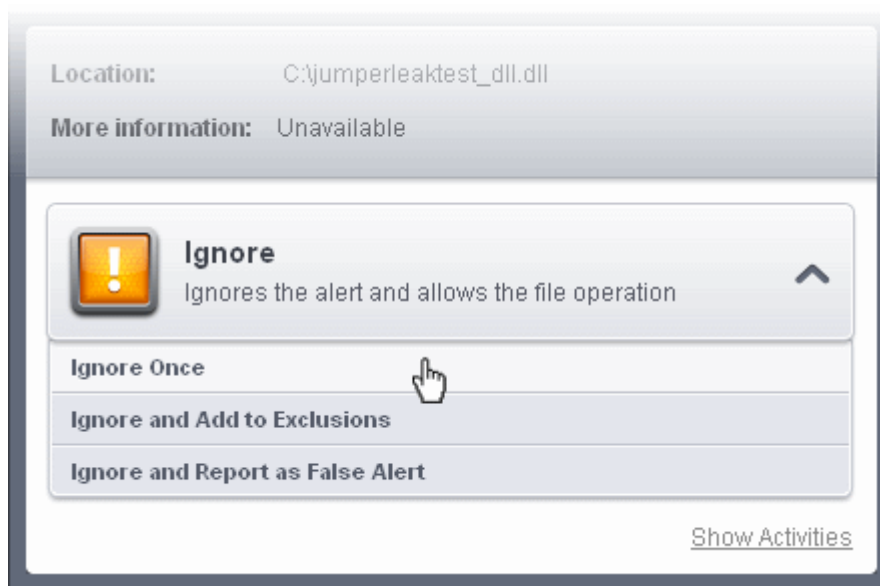 Location: C:\jumperleaktest_dll.dll
More information: Unavailable
Ignore
Ignores the alert and allows the file operation
Ignore Once
Ignore and Add to Exclusions
Ignore and Report as False Alert
Show Activities